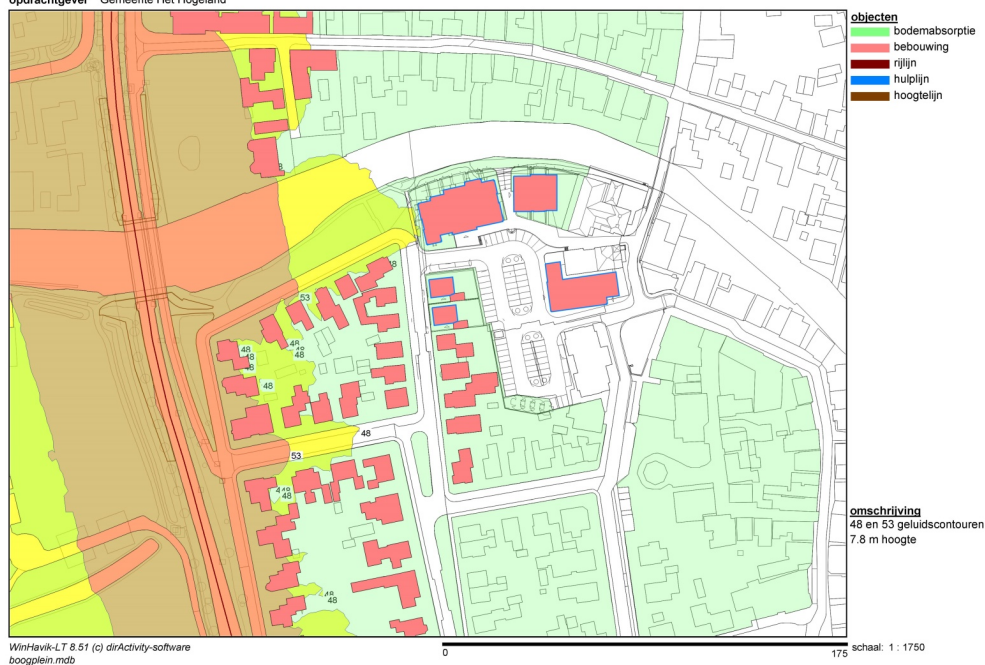 opdrachtgever Gemeente Het Hogeland
objecten
bodemabsorptie
bebouwing
rijlijn
hulplijn
hoogtelijn
48
53
48
48
48
48
48
48
48
53
48
48
48
omschrijving
48 en 53 geluidscontouren
7.8 m hoogte
WinHavik-LT 8.51 (c) dirActivity-software
boogplein.mdb
0
175
schaal: 1 : 1750